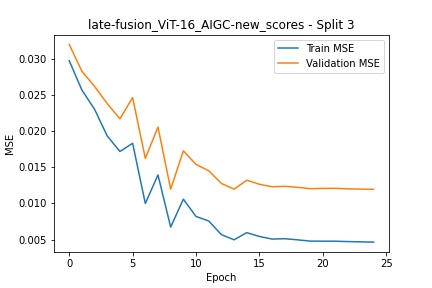 late-fusion_ViT-16_AIGC-new_scores - Split 3
Train MSE
Validation MSE
MSE
0.030
0.025
0.020
0.015
0.010
0.005
0 5 10 15 20 25
Epoch